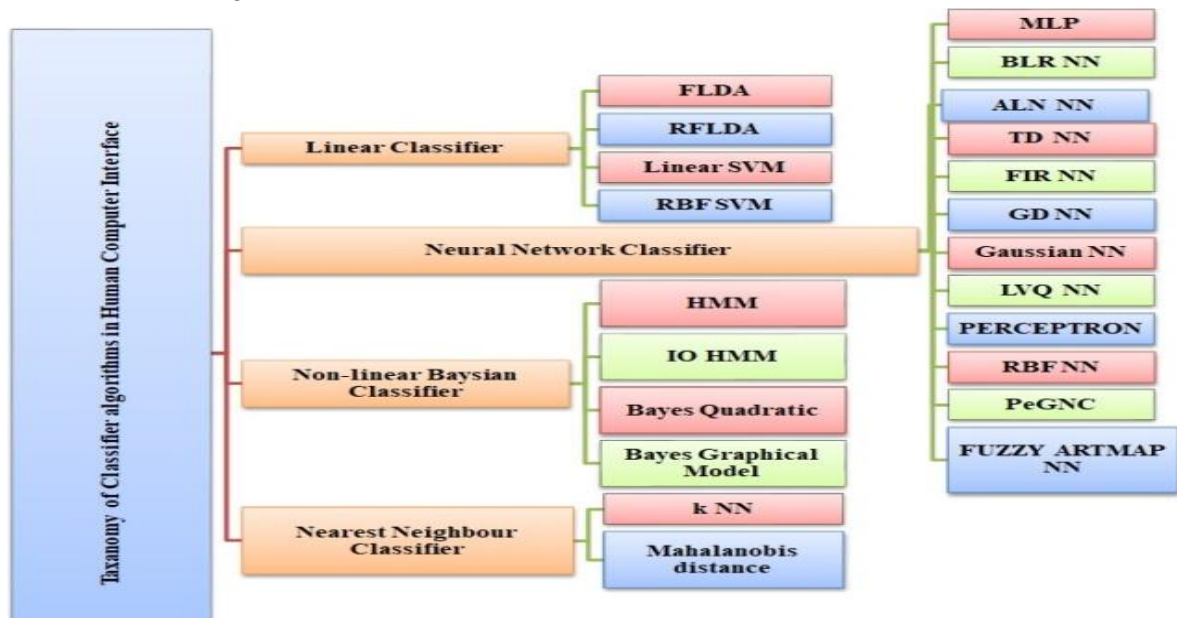 Taxanomy of Classifier algorithms in Human Computer Interface
Linear Classifier
FLDA
RFLDA
Linear SVM
RBF SVM
Neural Network Classifier
MLP
BLR NN
ALN NN
TD NN
FIR NN
GD NN
Gaussian NN
LVQ NN
PERCEPTRON
RBF NN
PeGNC
FUZZY ARTMAP
NN
Non-linear Baysian
Classifier
HMM
IO HMM
Bayes Quadratic
Bayes Graphical
Model
Nearest Neighbour
Classifier
k NN
Mahalanobis
distance